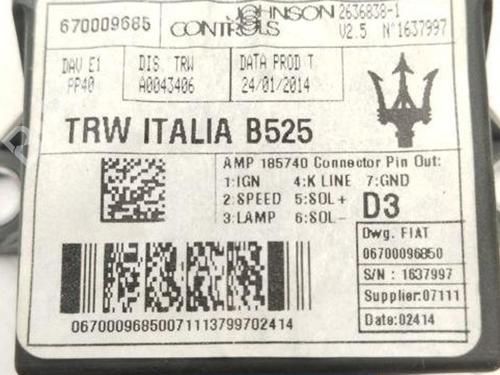 670009685
JOHNSON
CONTROLS
2636838-1
V2.5 N°1637997
DAV E1
PP40
DIS. TRW
A0043406
DATA PROD T
24/01/2014
TRW ITALIA B525
AMP 185740 Connector Pin Out:
1:IGN 4:K LINE 7:GND
2:SPEED 5:SOL+
3:LAMP 6:SOL-
D3
Dwg. FIAT
06700096850
S/N : 1637997
Supplier:07111
Date:02414
06700096850071113799702414